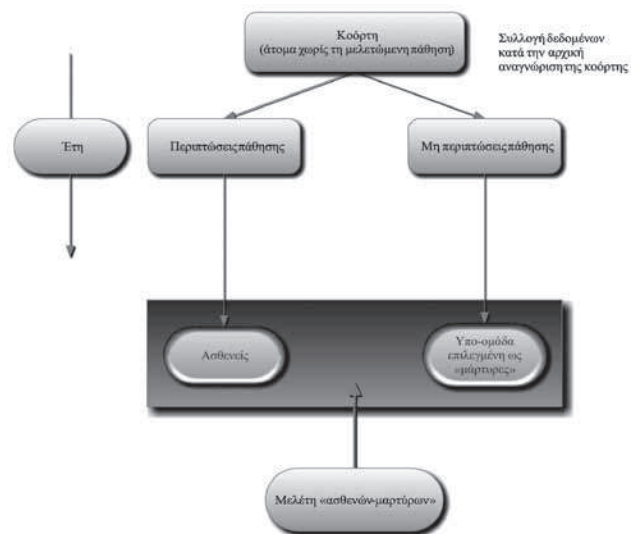 Κοόρτη
(άτομα χωρίς τη μελετώμενη πάθηση)
Συλλογή δεδομένων
κατά την αρχική
αναγνώριση της κοόρτης
Έτη
Περιπτώσεις πάθησης
Μη περιπτώσεις πάθησης
Ασθενείς
Υπο-ομάδα
επιλεγμένη ως
«μάρτυρες»
Μελέτη «ασθενών-μαρτύρων»